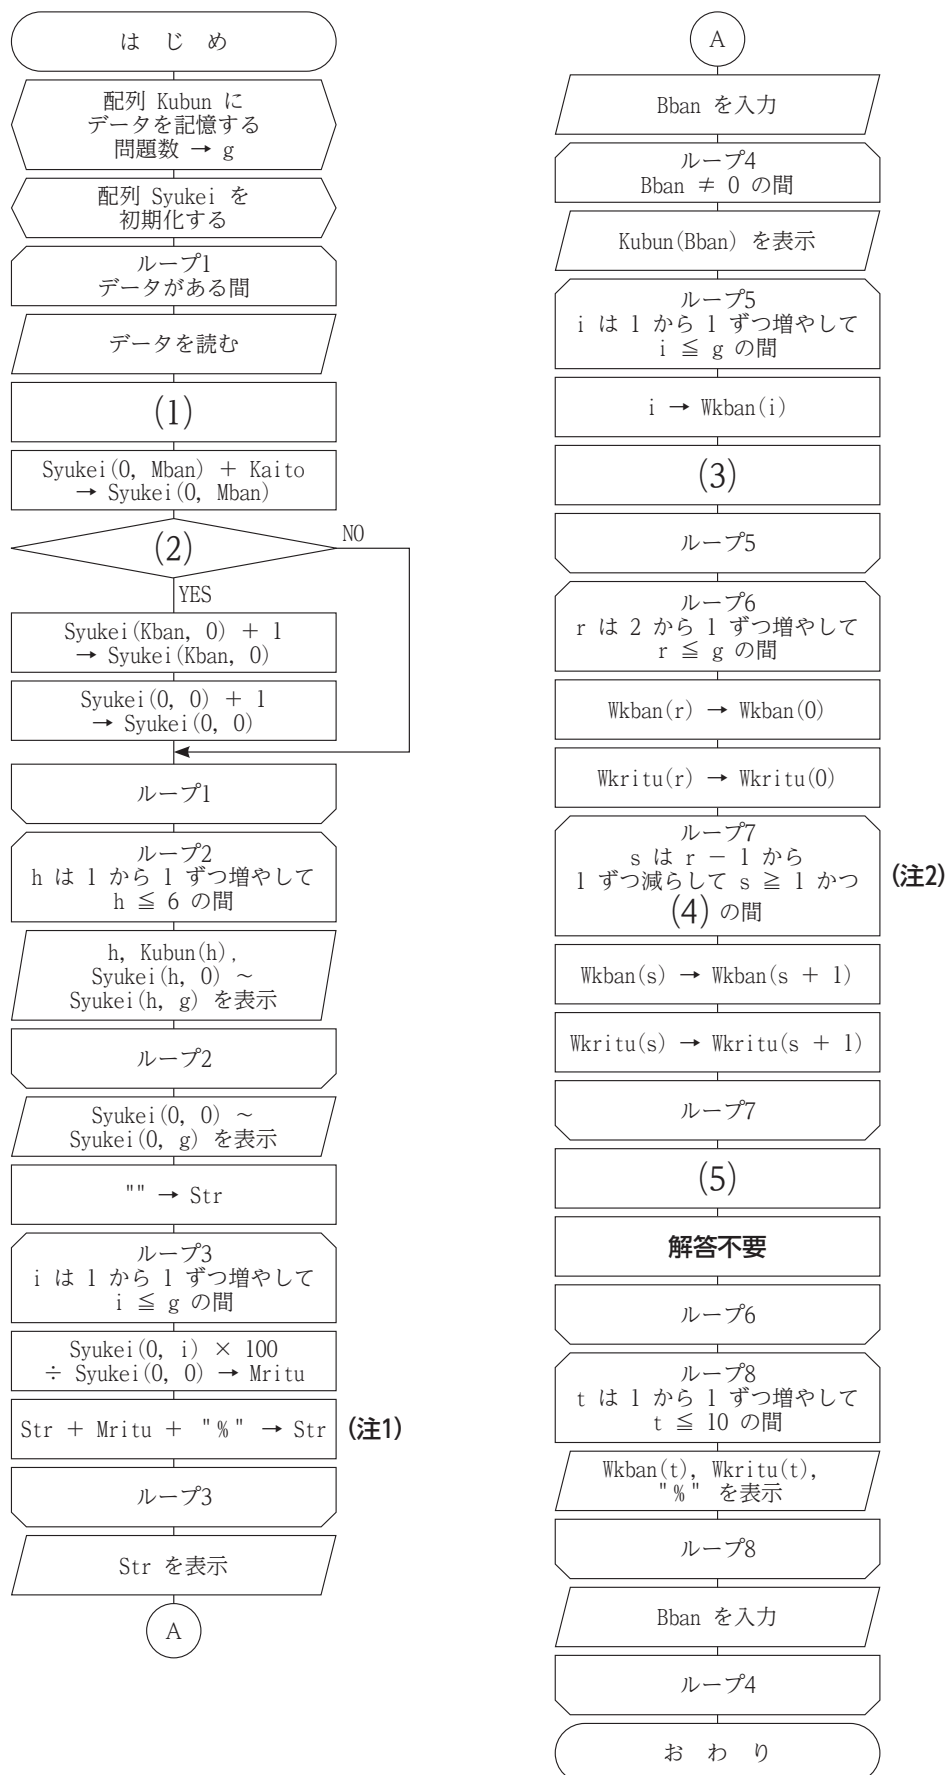 は じ め
配列 Kubun に
データを記憶する
問題数 → g
配列 Syukei を
初期化する
ループ1
データがある間
データを読む
(1)
Syukei(0, Mban) + Kaito
→ Syukei(0, Mban)
(2)
NO
YES
Syukei(Kban, 0) + 1
→ Syukei(Kban, 0)
Syukei(0, 0) + 1
→ Syukei(0, 0)
ループ1
ループ2
h は 1 から 1 ずつ増やして
h ≦ 6 の間
h, Kubun(h),
Syukei(h, 0) ~
Syukei(h, g) を表示
ループ2
Syukei(0, 0) ~
Syukei(0, g) を表示
"" → Str
ループ3
i は 1 から 1 ずつ増やして
i ≦ g の間
Syukei(0, i) × 100
÷ Syukei(0, 0) → Mritu
Str + Mritu + "%" → Str
(注1)
ループ3
Str を表示
A
A
Bban を入力
ループ4
Bban ≠ 0 の間
Kubun(Bban) を表示
ループ5
i は 1 から 1 ずつ増やして
i ≦ g の間
i → Wkban(i)
(3)
ループ5
ループ6
r は 2 から 1 ずつ増やして
r ≦ g の間
Wkban(r) → Wkban(0)
Wkritu(r) → Wkritu(0)
ループ7
s は r − 1 から
1 ずつ減らして s ≧ 1 かつ
(4) の間
(注2)
Wkban(s) → Wkban(s + 1)
Wkritu(s) → Wkritu(s + 1)
ループ7
(5)
解答不要
ループ6
ループ8
t は 1 から 1 ずつ増やして
t ≦ 10 の間
Wkban(t), Wkritu(t),
"%" を表示
ループ8
Bban を入力
ループ4
お わ り